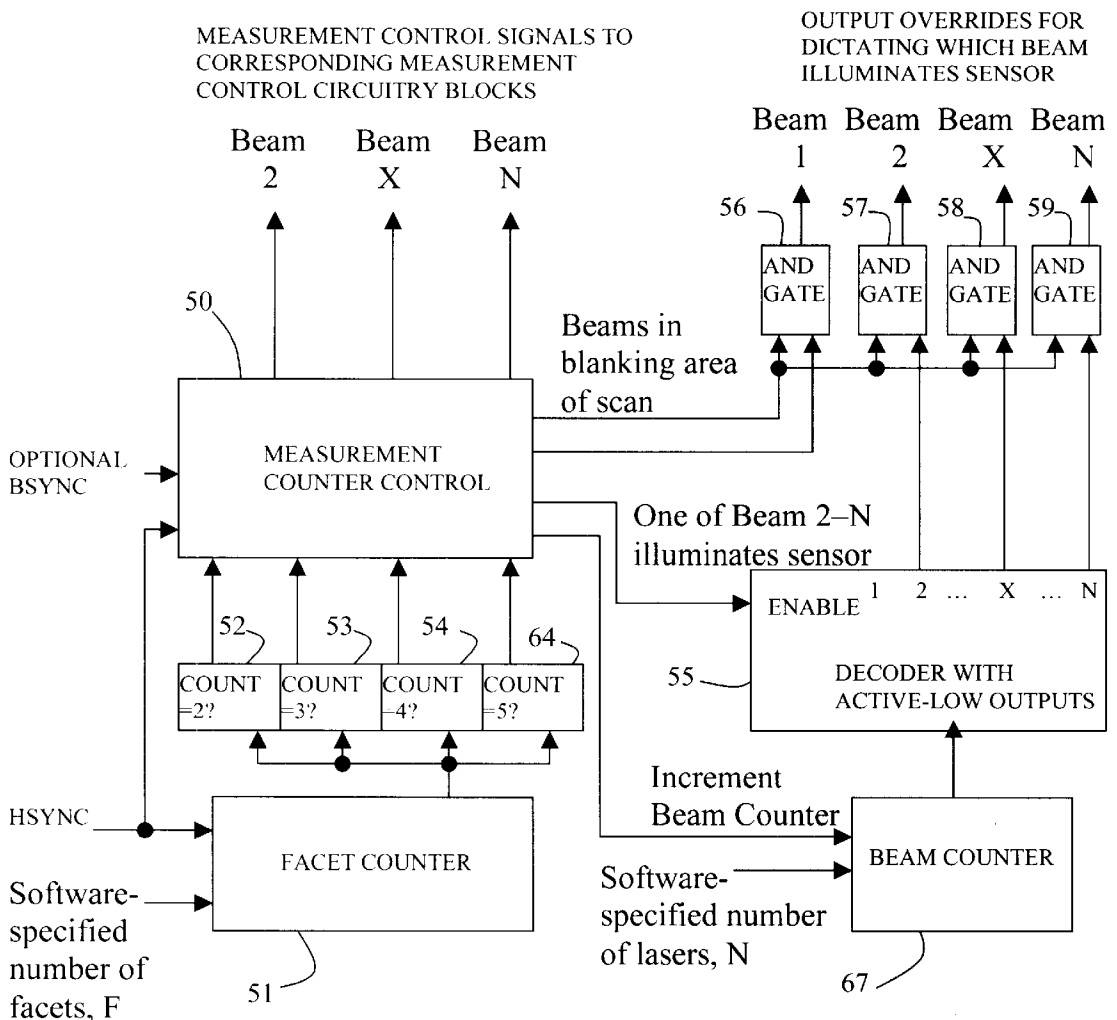 MEASUREMENT CONTROL SIGNALS TO
CORRESPONDING MEASUREMENT
CONTROL CIRCUITRY BLOCKS
OUTPUT OVERRIDES FOR
DICTATING WHICH BEAM
ILLUMINATES SENSOR
Beam
2
Beam
X
Beam
N
Beam
1
Beam
2
Beam
X
Beam
N
56
57
58
59
AND
GATE
AND
GATE
AND
GATE
AND
GATE
50
Beams in
blanking area
of scan
OPTIONAL
BSYNC
MEASUREMENT
COUNTER CONTROL
One of Beam 2–N
illuminates sensor
1 2 ... X ... N
ENABLE
55
DECODER WITH
ACTIVE-LOW OUTPUTS
52
53
54
64
COUNT
=2?
COUNT
=3?
COUNT
=4?
COUNT
=5?
HSYNC
FACET COUNTER
Increment
Beam Counter
BEAM COUNTER
Software-
specified
number of
facets, F
51
Software-
specified number
of lasers, N
67